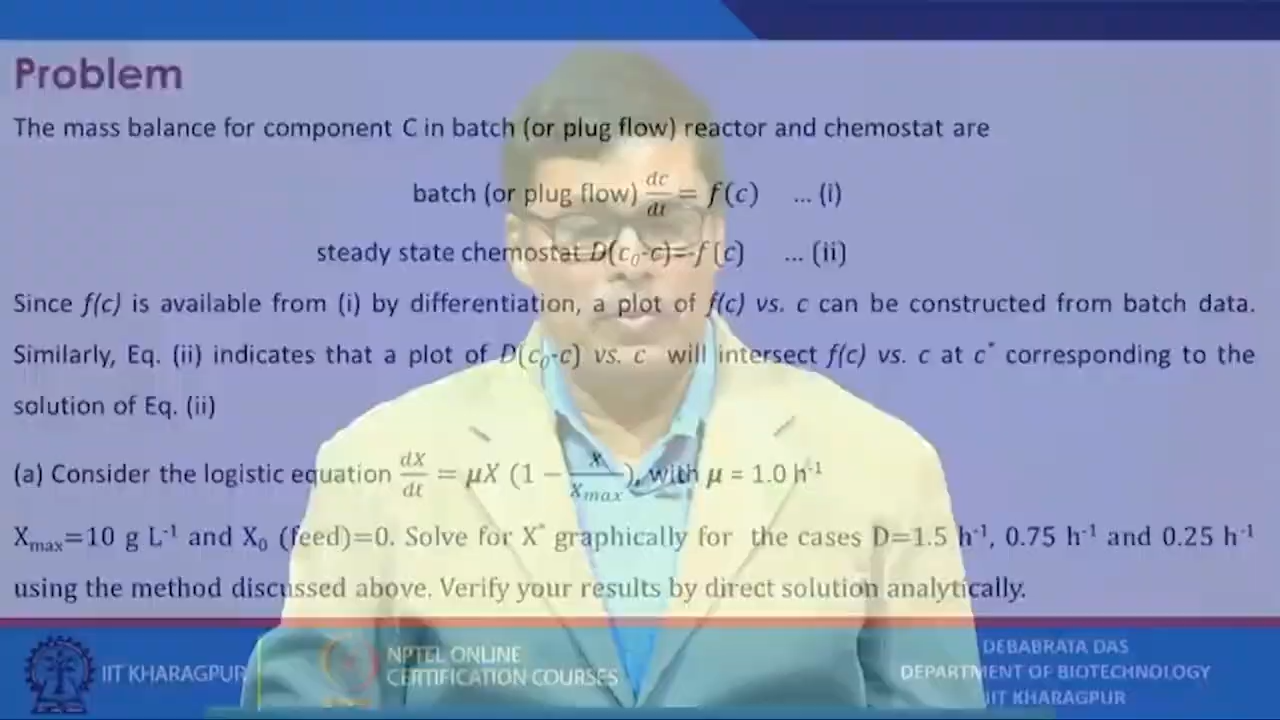 Problem
The mass balance for component C in batch (or plug flow) reactor and chemostat are
batch (or plug flow) dc/dt = f(c) ... (i)
steady state chemostat D(c₀-c)=-f(c) ... (ii)
Since f(c) is available from (i) by differentiation, a plot of f(c) vs. c can be constructed from batch data.
Similarly, Eq. (ii) indicates that a plot of D(c₀-c) vs. c will intersect f(c) vs. c at c* corresponding to the
solution of Eq. (ii)
(a) Consider the logistic equation dX/dt = μX (1 − X/Xmax), with μ = 1.0 h⁻¹
Xmax=10 g L⁻¹ and X₀ (feed)=0. Solve for X* graphically for the cases D=1.5 h⁻¹, 0.75 h⁻¹ and 0.25 h⁻¹
using the method discussed above. Verify your results by direct solution analytically.
IIT KHARAGPUR
NPTEL ONLINE
CERTIFICATION COURSES
DEBABRATA DAS
DEPARTMENT OF BIOTECHNOLOGY
IIT KHARAGPUR